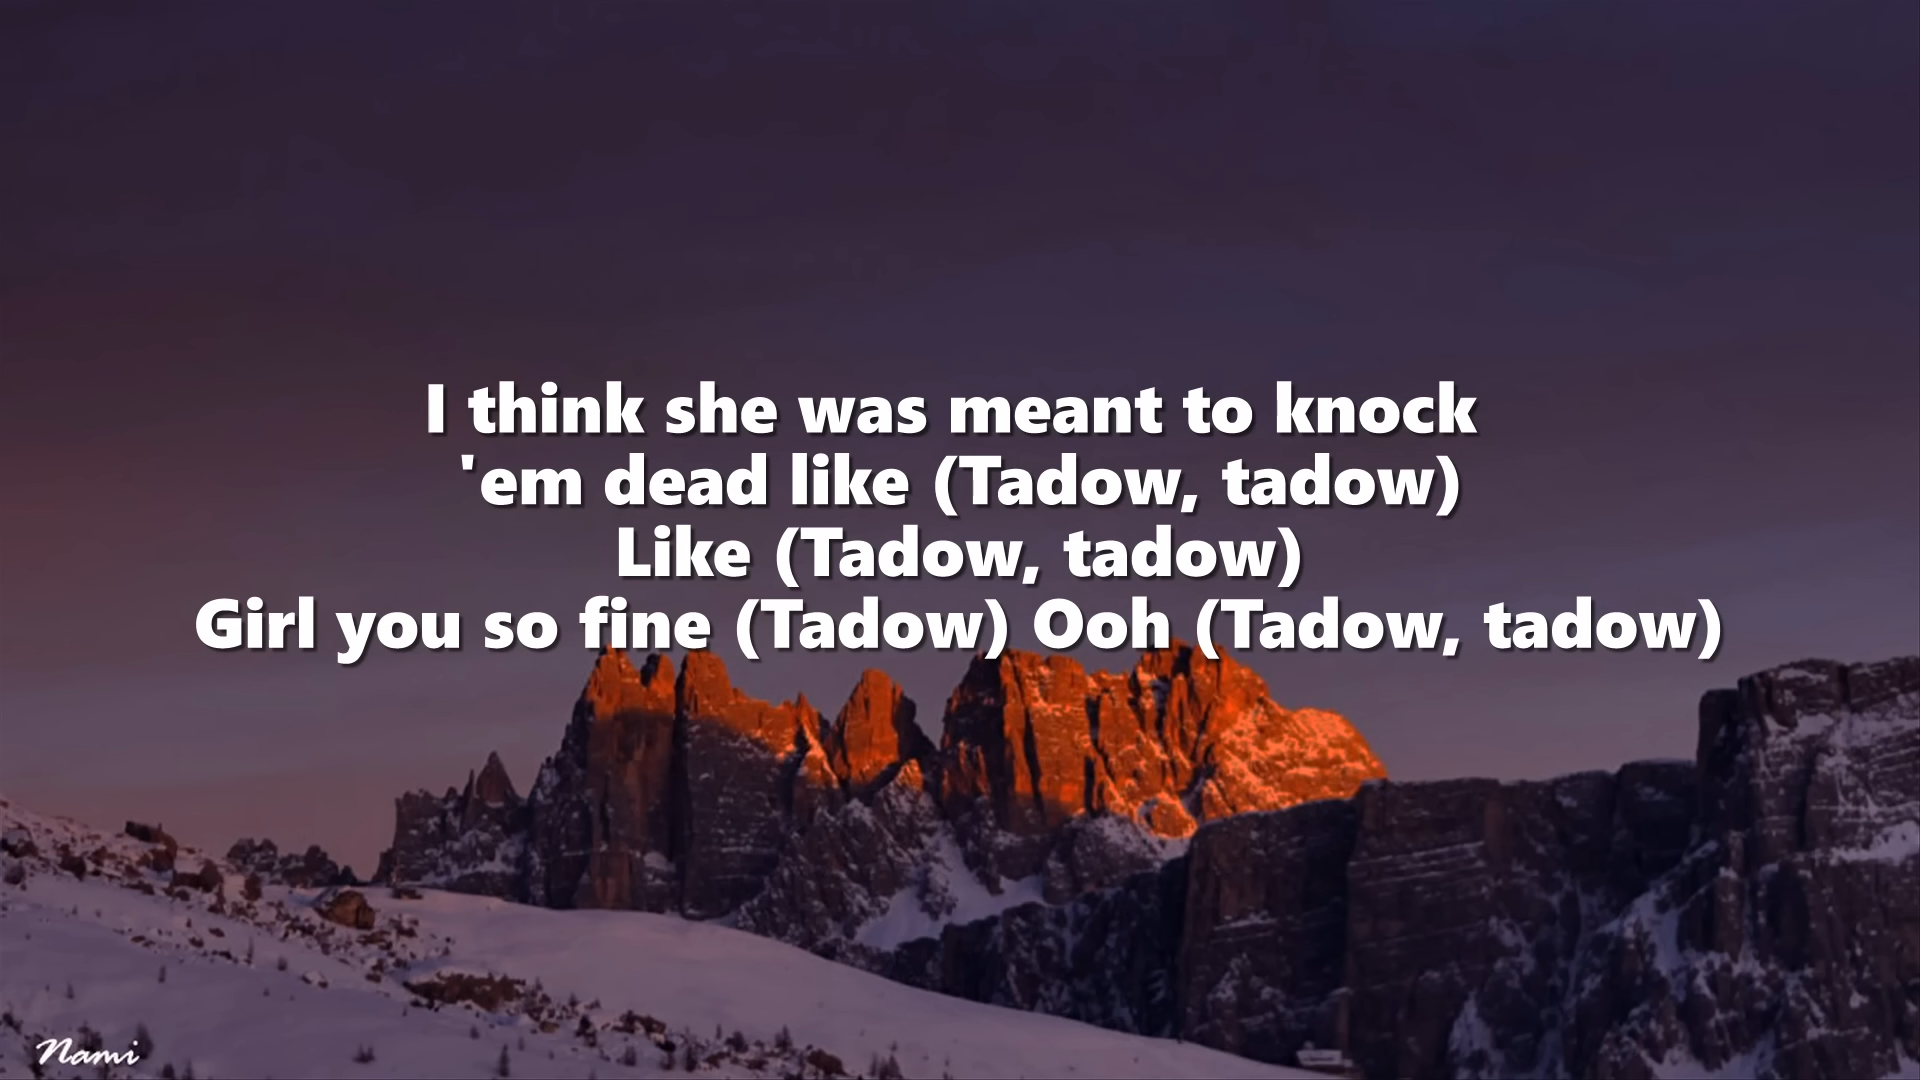 I think she was meant to knock
'em dead like (Tadow, tadow)
Like (Tadow, tadow)
Girl you so fine (Tadow) Ooh (Tadow, tadow)
Nami